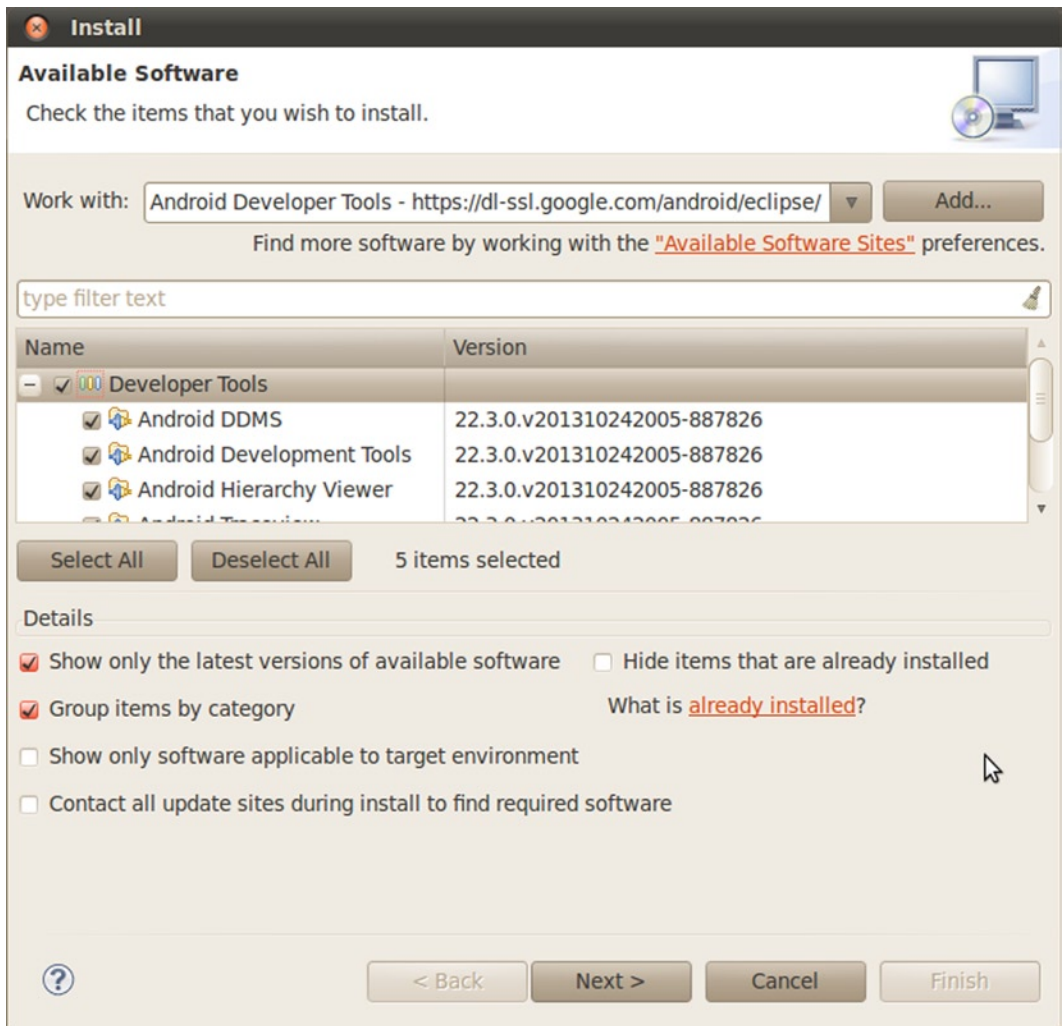 Install
Available Software
Check the items that you wish to install.
Work with: Android Developer Tools - https://dl-ssl.google.com/android/eclipse/ Add...
Find more software by working with the "Available Software Sites" preferences.
type filter text
Name Version
Developer Tools
Android DDMS 22.3.0.v201310242005-887826
Android Development Tools 22.3.0.v201310242005-887826
Android Hierarchy Viewer 22.3.0.v201310242005-887826
Select All Deselect All 5 items selected
Details
Show only the latest versions of available software Hide items that are already installed
Group items by category What is already installed?
Show only software applicable to target environment
Contact all update sites during install to find required software
? < Back Next > Cancel Finish